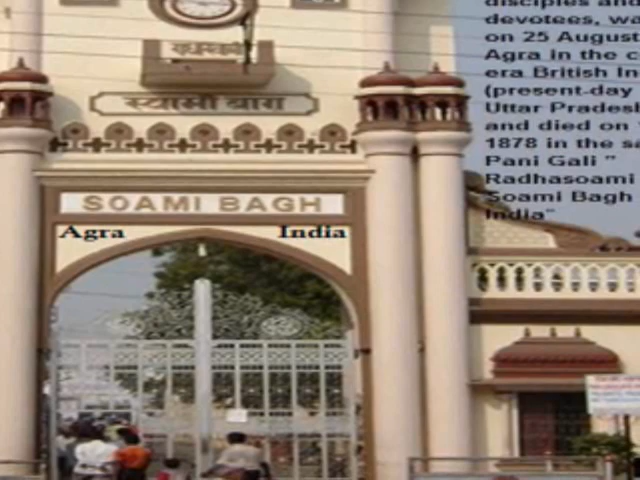 disciples and
devotees, wa
on 25 August
Agra in the c
era British In
(present-day
Uttar Pradesh
and died on
1878 in the sa
Pani Gali "
Radhasoami
Soami Bagh
India"
स्वामी बाग
SOAMI BAGH
Agra India